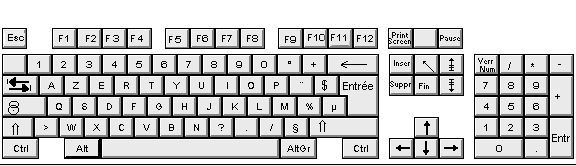 Esc F1 F2 F3 F4 F5 F6 F7 F8 F9 F10 F11 F12 Print Screen Pause
1 2 3 4 5 6 7 8 9 0 ° + Inser Verr Num / * -
A Z E R T Y U I O P ¨ $ Entrée Suppr Fin 7 8 9 +
Q S D F G H J K L M % µ 4 5 6
> W X C V B N ? . / § 1 2 3 Entr
Ctrl Alt AltGr Ctrl 0 .